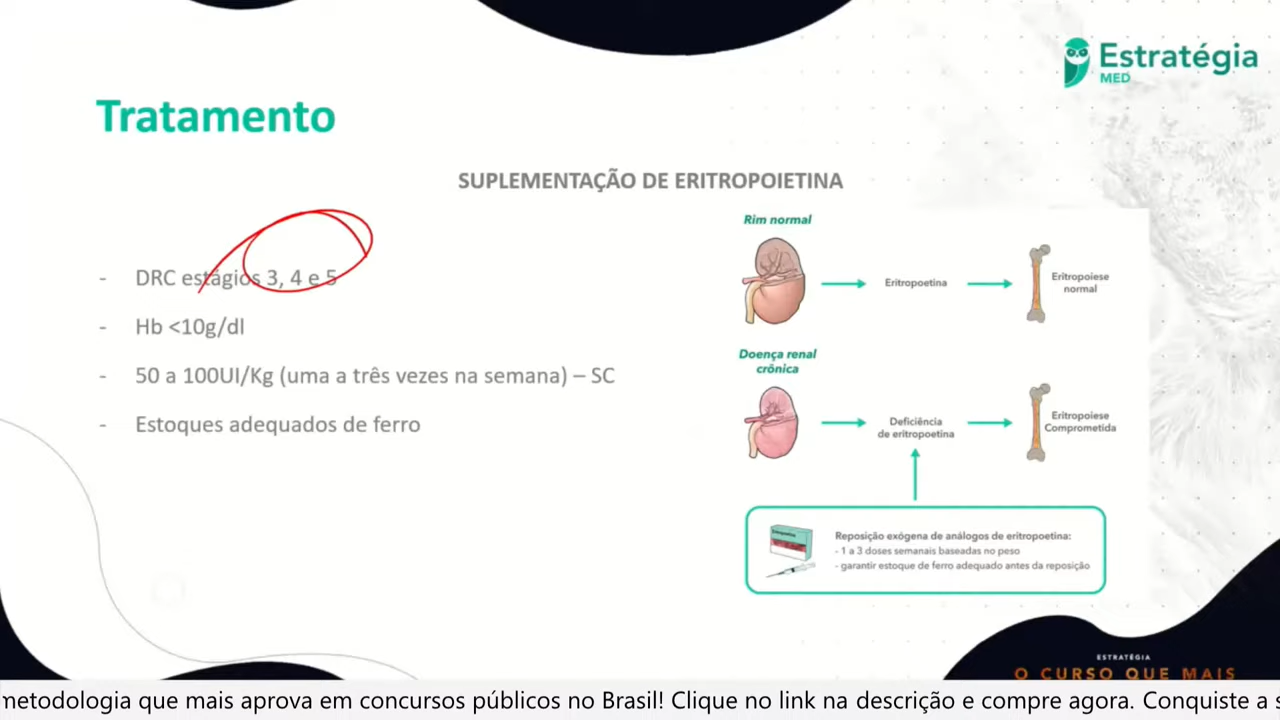 Estratégia
MED
Tratamento
SUPLEMENTAÇÃO DE ERITROPOIETINA
- DRC estágios 3, 4 e 5
- Hb <10g/dl
- 50 a 100UI/Kg (uma a três vezes na semana) – SC
- Estoques adequados de ferro
Rim normal
Eritropoetina
Eritropoiese
normal
Doença renal
crônica
Deficiência
de eritropoetina
Eritropoiese
Comprometida
Reposição exógena de análogos de eritropoetina:
- 1 a 3 doses semanais baseadas no peso
- garantir estoque de ferro adequado antes da reposição
ESTRATÉGIA
O CURSO QUE MAIS
metodologia que mais aprova em concursos públicos no Brasil! Clique no link na descrição e compre agora. Conquiste a s